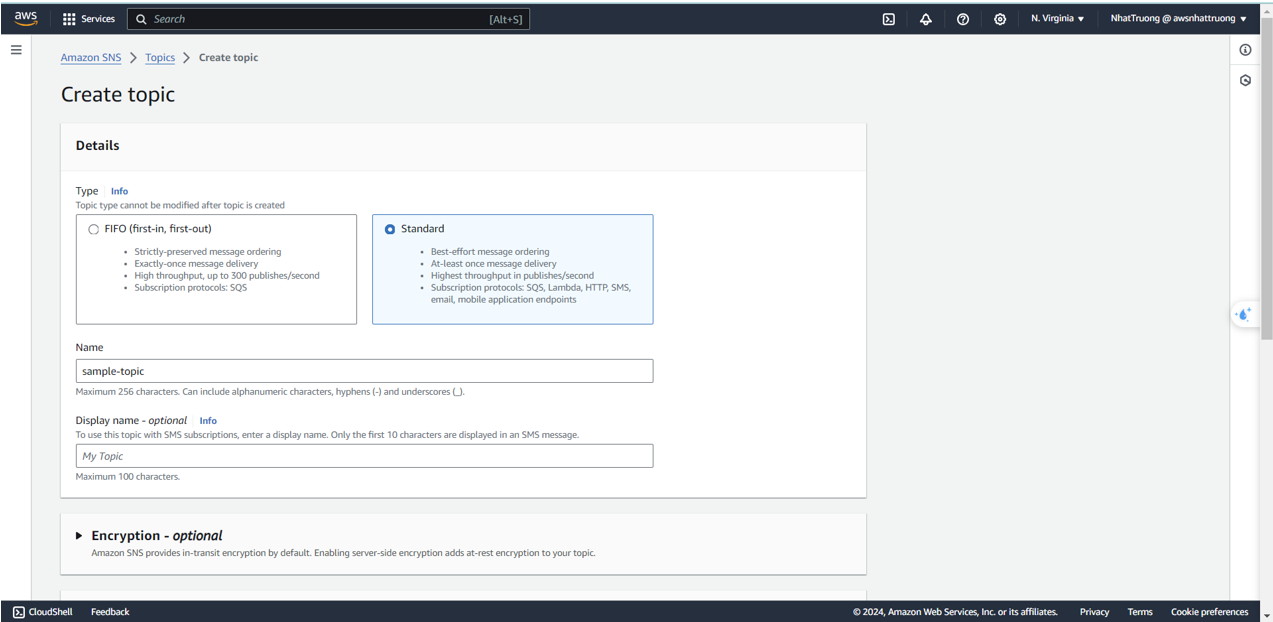 aws
Services
Search [Alt+S]
N. Virginia
NhatTruong @ awsnhattruong
Amazon SNS
Topics
Create topic
Create topic
Details
Type
Info
Topic type cannot be modified after topic is created
FIFO (first-in, first-out)
Strictly-preserved message ordering
Exactly-once message delivery
High throughput, up to 300 publishes/second
Subscription protocols: SQS
Standard
Best-effort message ordering
At-least once message delivery
Highest throughput in publishes/second
Subscription protocols: SQS, Lambda, HTTP, SMS,
email, mobile application endpoints
Name
sample-topic
Maximum 256 characters. Can include alphanumeric characters, hyphens (-) and underscores (_).
Display name - optional
Info
To use this topic with SMS subscriptions, enter a display name. Only the first 10 characters are displayed in an SMS message.
My Topic
Maximum 100 characters.
Encryption - optional
Amazon SNS provides in-transit encryption by default. Enabling server-side encryption adds at-rest encryption to your topic.
CloudShell
Feedback
© 2024, Amazon Web Services, Inc. or its affiliates.
Privacy
Terms
Cookie preferences